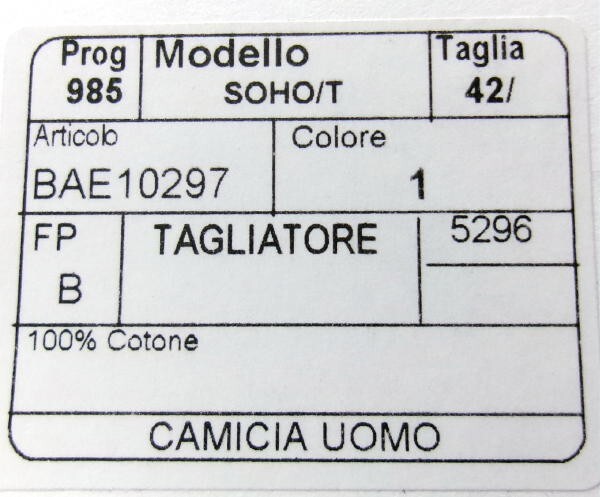 Prog Modello Taglia
985 SOHO/T 42/
Articolo Colore
BAE10297 1
FP TAGLIATORE 5296
B
100% Cotone
CAMICIA UOMO